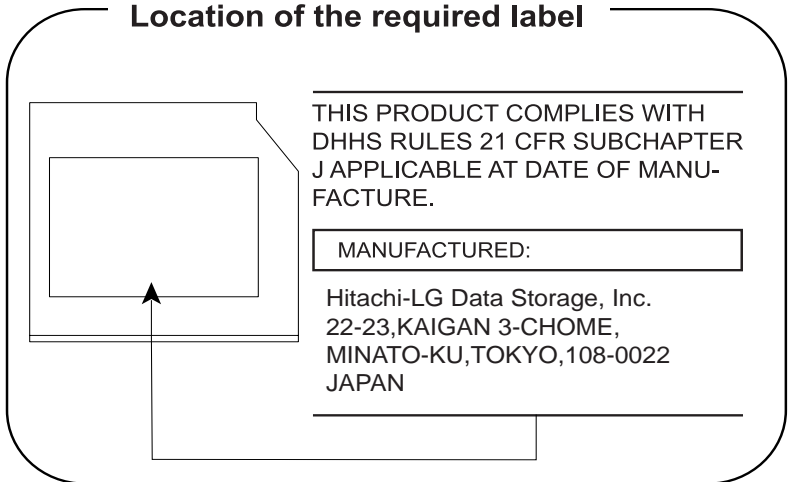 Location of the required label
THIS PRODUCT COMPLIES WITH
DHHS RULES 21 CFR SUBCHAPTER
J APPLICABLE AT DATE OF MANU-
FACTURE.
MANUFACTURED:
Hitachi-LG Data Storage, Inc.
22-23,KAIGAN 3-CHOME,
MINATO-KU,TOKYO,108-0022
JAPAN